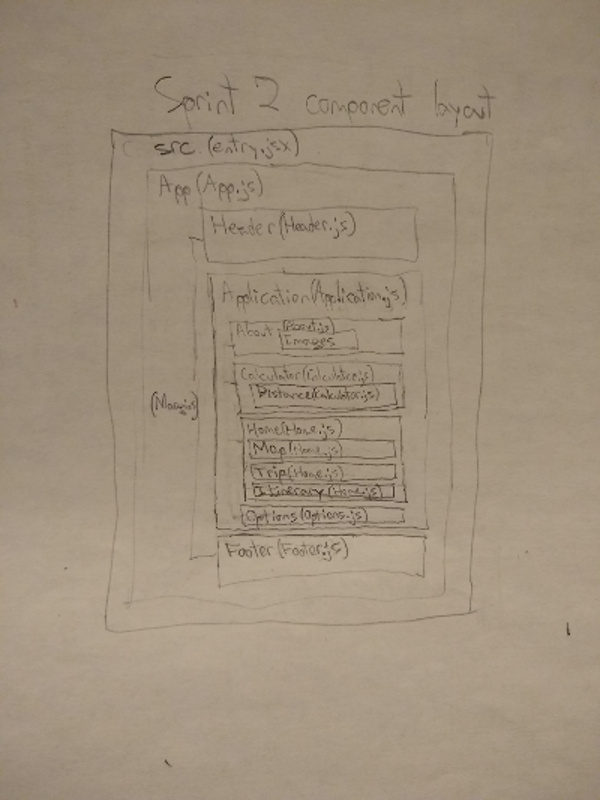 Sprint 2 component layout
src (entry.jsx)
App (App.js)
Header (Header.js)
Application (Application.js)
About (About.js)
Images
Calculator (Calculator.js)
Distance (Calculator.js)
(Margins)
Home (Home.js)
Map (Home.js)
Trip (Home.js)
Itinerary (Home.js)
Options (Options.js)
Footer (Footer.js)